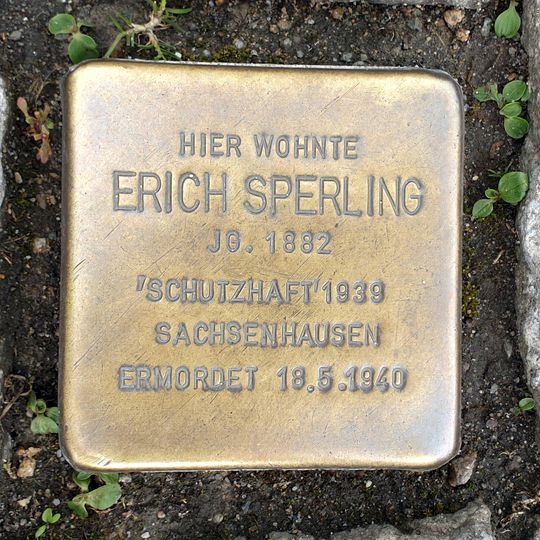 HIER WOHNTE
ERICH SPERLING
JG. 1882
'SCHUTZHAFT' 1939
SACHSENHAUSEN
ERMORDET 18.5.1940